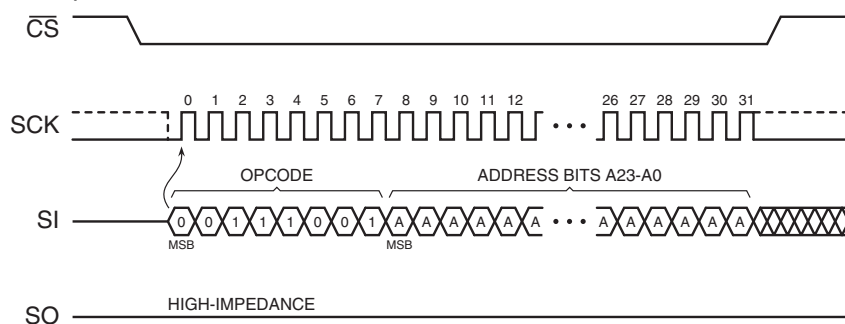 CS
0 1 2 3 4 5 6 7 8 9 10 11 12 26 27 28 29 30 31
SCK
OPCODE ADDRESS BITS A23-A0
SI 0 0 1 1 1 0 0 1 A A A A A A • • • A A A A A A
MSB MSB
HIGH-IMPEDANCE
SO